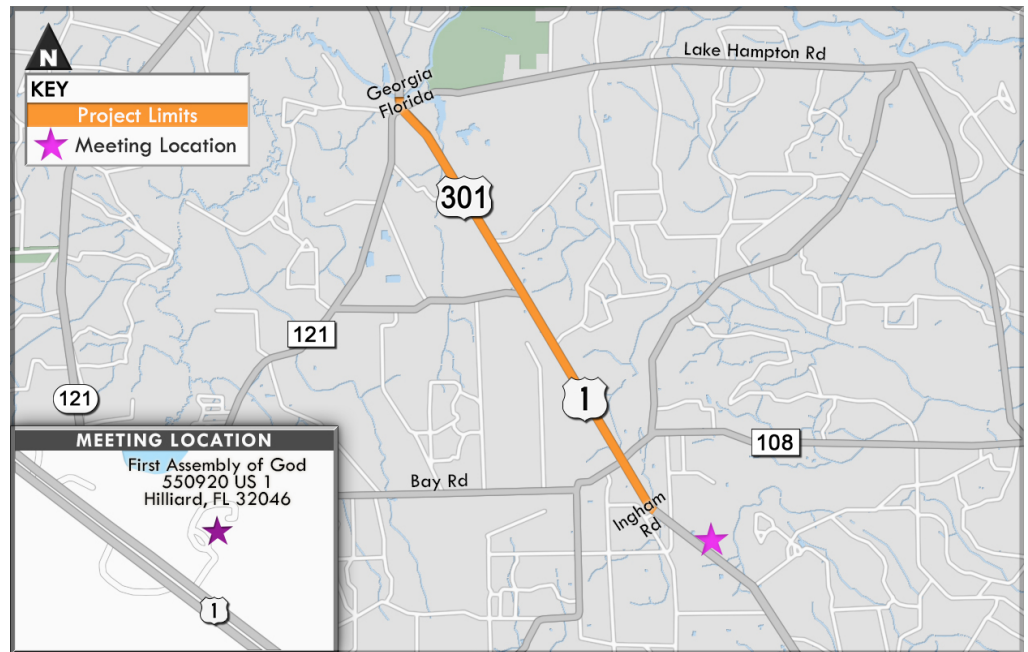 N
KEY
Project Limits
Meeting Location
Georgia
Florida
Lake Hampton Rd
301
121
121
1
108
Bay Rd
Ingham
Rd
MEETING LOCATION
First Assembly of God
550920 US 1
Hilliard, FL 32046
1